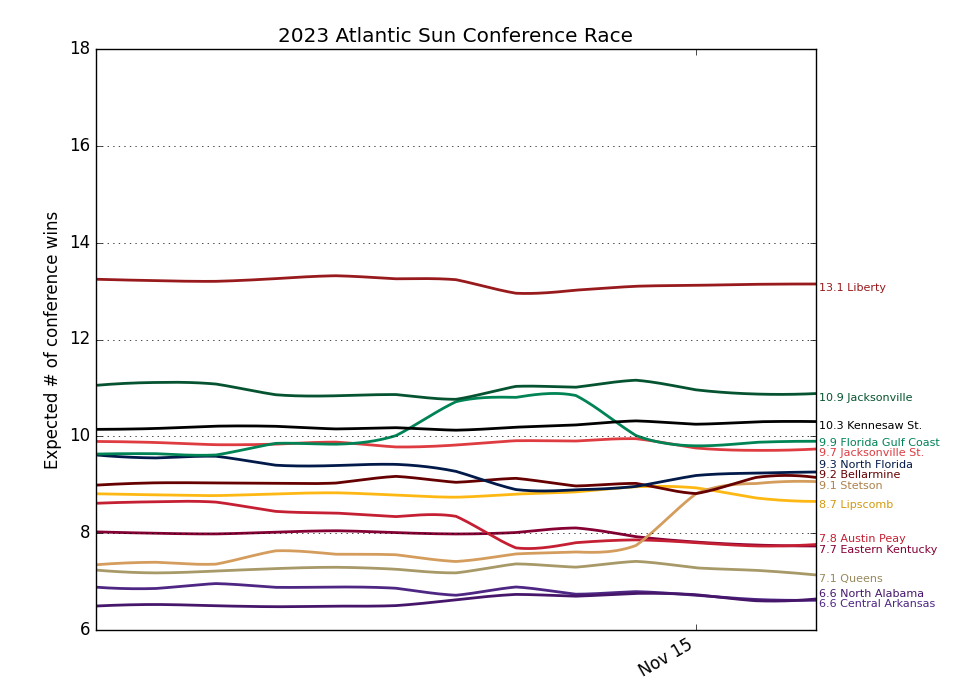 2023 Atlantic Sun Conference Race
Expected # of conference wins
18
16
14
12
10
8
6
13.1 Liberty
10.9 Jacksonville
10.3 Kennesaw St.
9.9 Florida Gulf Coast
9.7 Jacksonville St.
9.3 North Florida
9.2 Bellarmine
9.1 Stetson
8.7 Lipscomb
7.8 Austin Peay
7.7 Eastern Kentucky
7.1 Queens
6.6 North Alabama
6.6 Central Arkansas
Nov 15